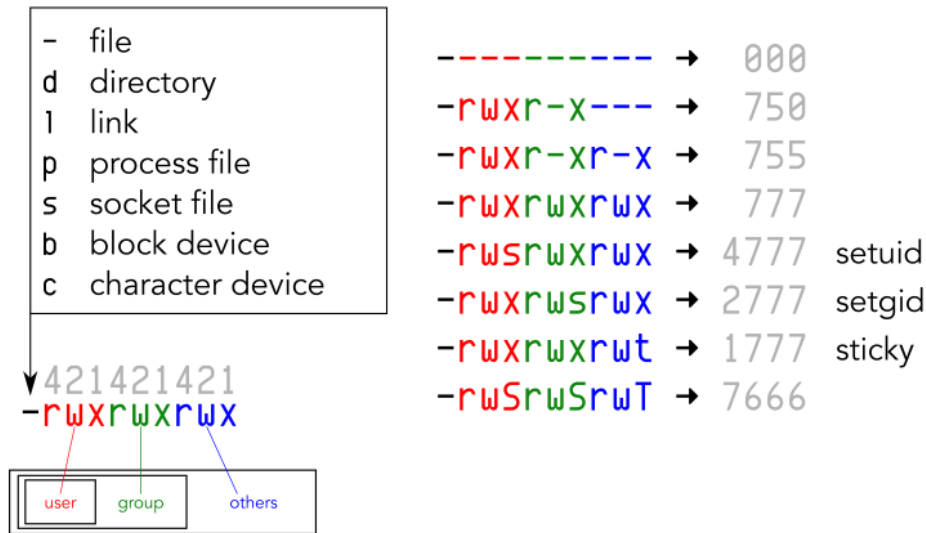 - file
d directory
l link
p process file
s socket file
b block device
c character device
421421421
-rwxrwxrwx
user group others
---------- → 000
-rwxr-x--- → 750
-rwxr-xr-x → 755
-rwxrwxrwx → 777
-rwsrwxrwx → 4777 setuid
-rwxrwsrwx → 2777 setgid
-rwxrwxrwt → 1777 sticky
-rwSrwSrwT → 7666